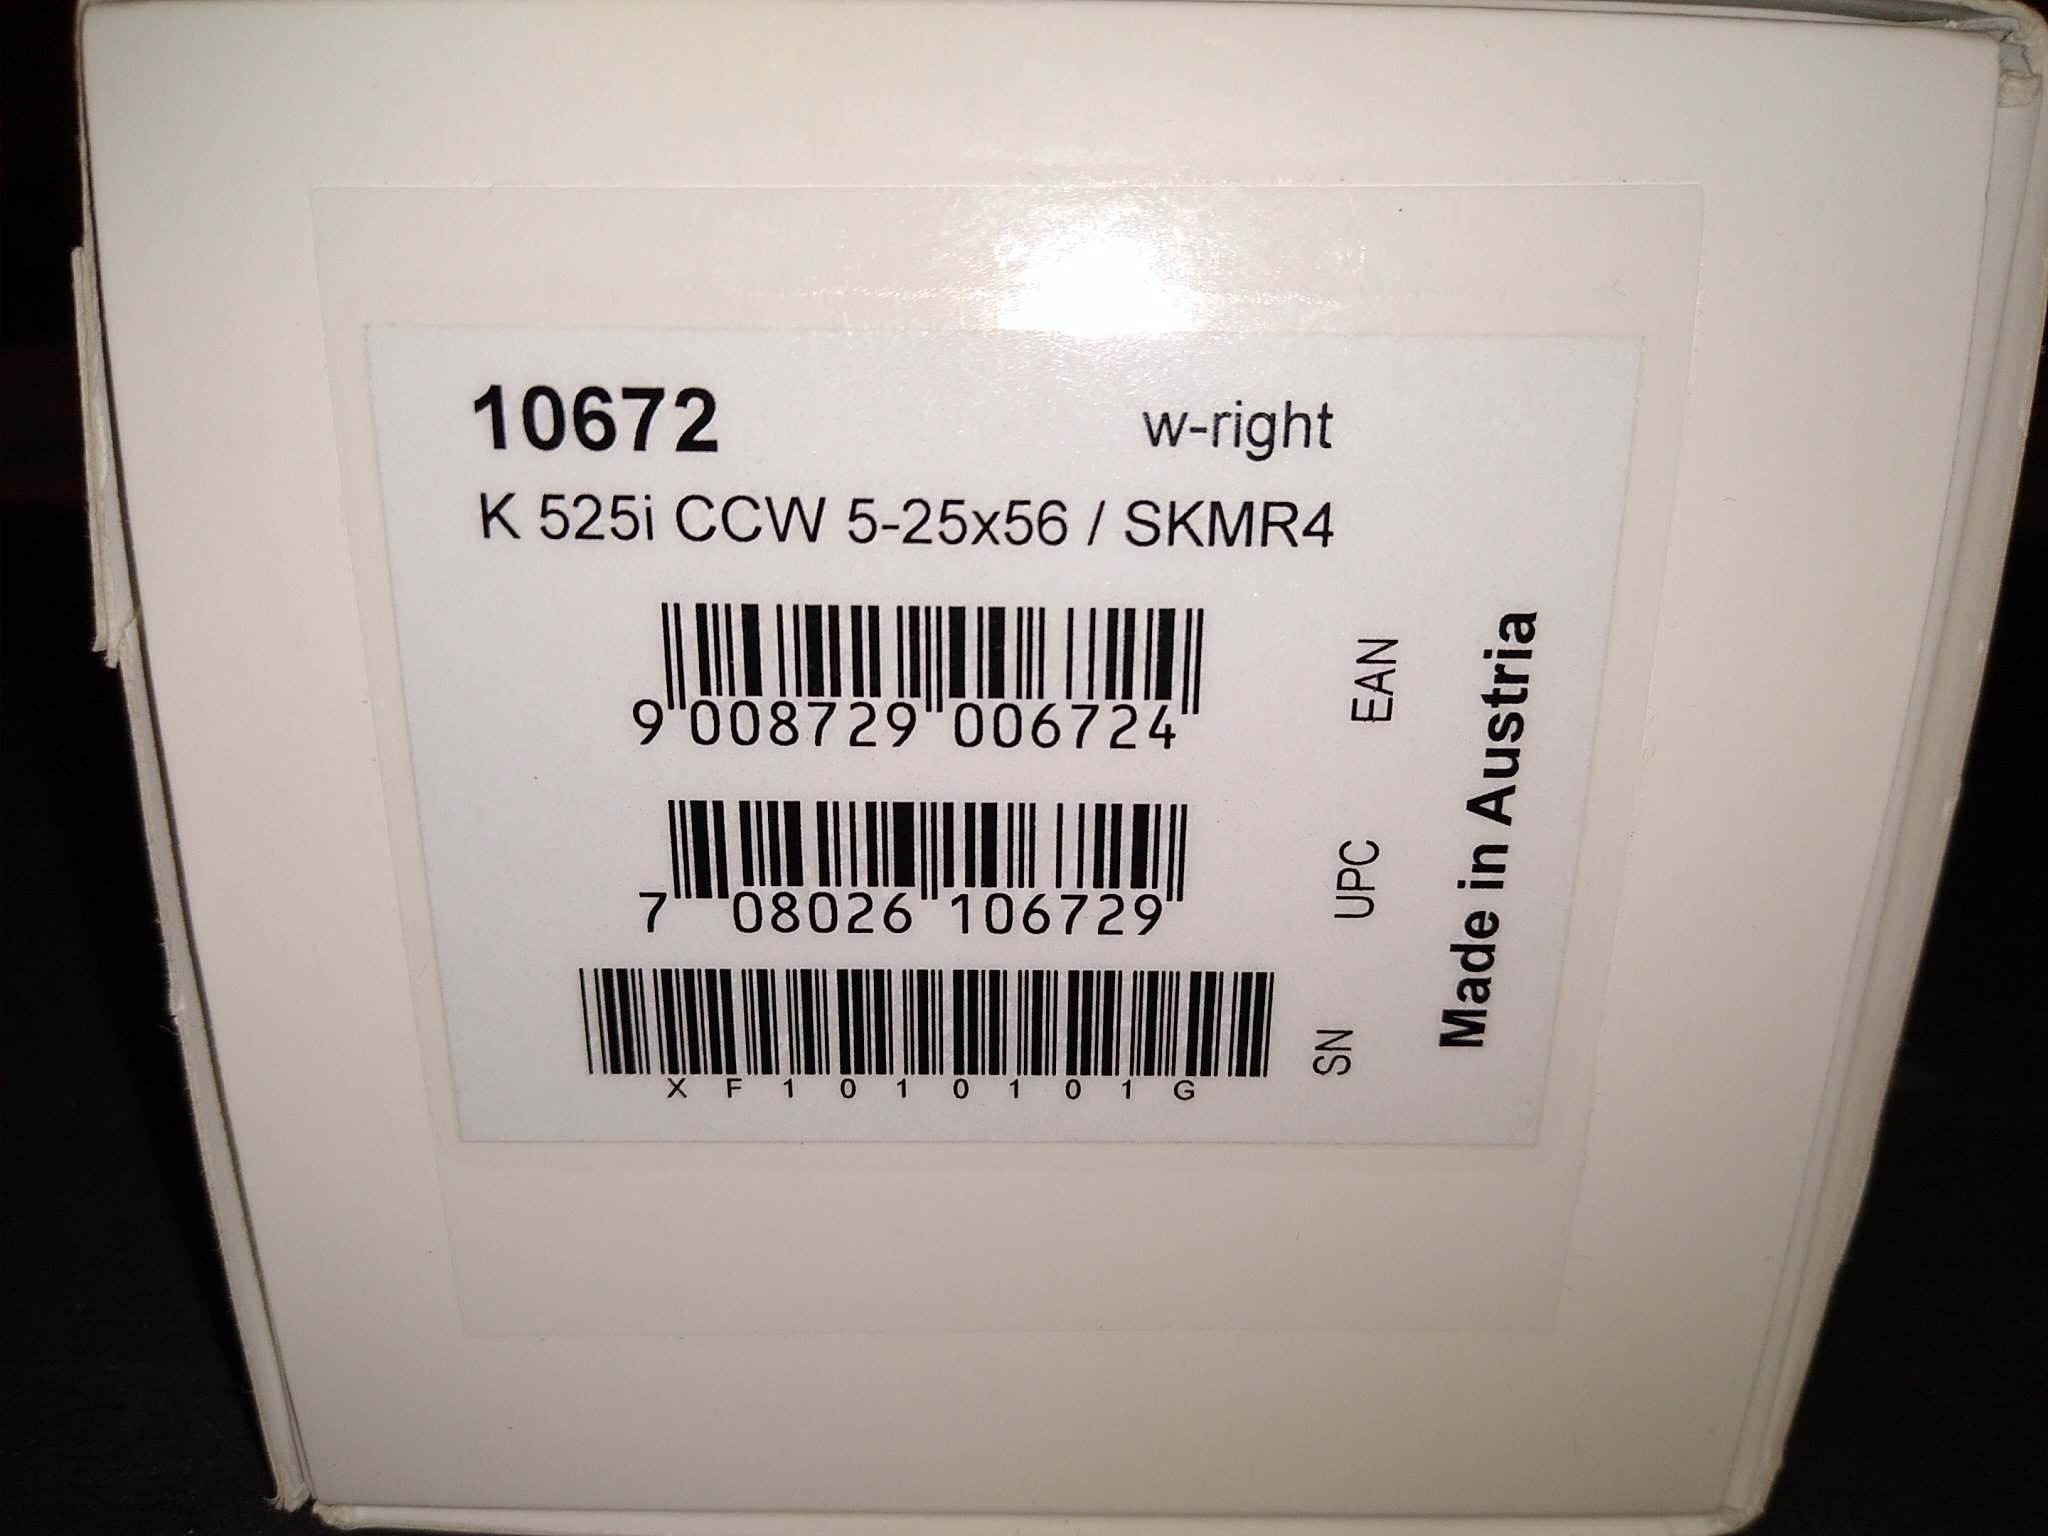 10672 w-right
K 525i CCW 5-25x56 / SKMR4
9 008729 006724
EAN
7 08026 106729
UPC
XF1010101G
SN
Made in Austria